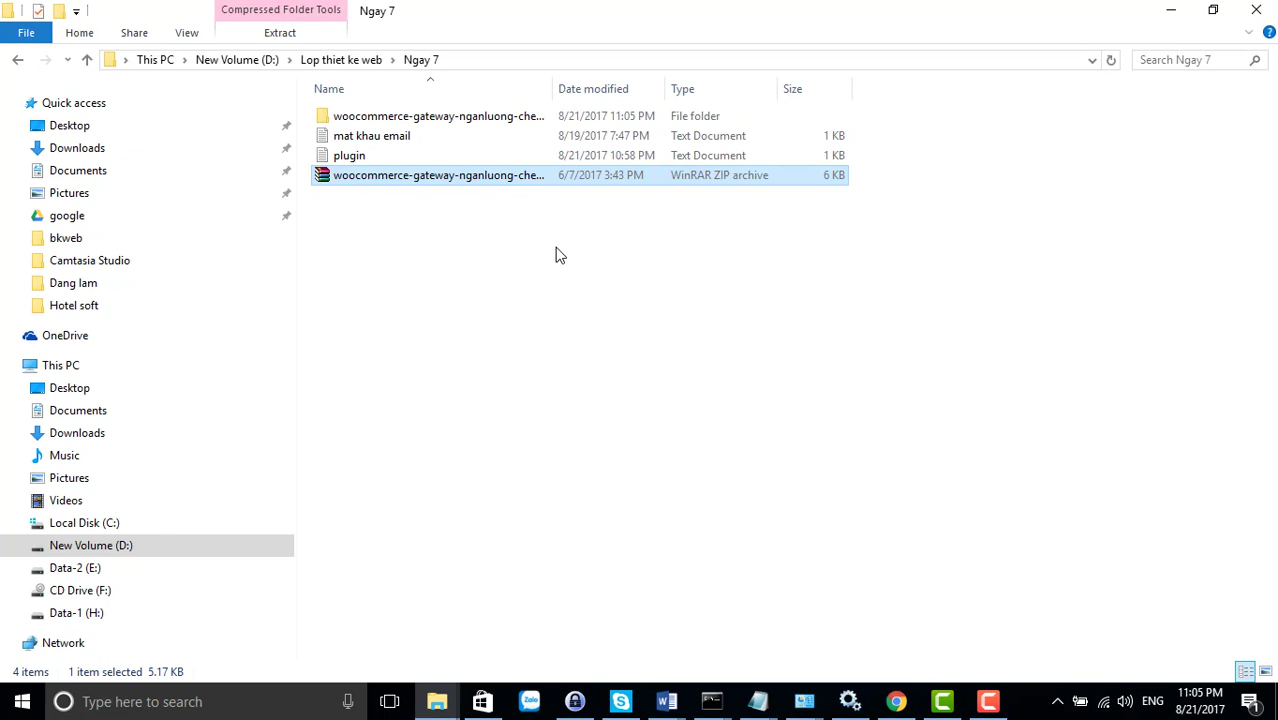 Compressed Folder Tools
Ngay 7
File
Home
Share
View
Extract
This PC
New Volume (D:)
Lop thiet ke web
Ngay 7
Search Ngay 7
Name
Date modified
Type
Size
woocommerce-gateway-nganluong-che... 8/21/2017 11:05 PM File folder
mat khau email 8/19/2017 7:47 PM Text Document 1 KB
plugin 8/21/2017 10:58 PM Text Document 1 KB
woocommerce-gateway-nganluong-che... 6/7/2017 3:43 PM WinRAR ZIP archive 6 KB
Quick access
Desktop
Downloads
Documents
Pictures
google
bkweb
Camtasia Studio
Dang lam
Hotel soft
OneDrive
This PC
Desktop
Documents
Downloads
Music
Pictures
Videos
Local Disk (C:)
New Volume (D:)
Data-2 (E:)
CD Drive (F:)
Data-1 (H:)
Network
4 items
1 item selected 5.17 KB
Type here to search
Zalo
ENG
11:05 PM
8/21/2017
1